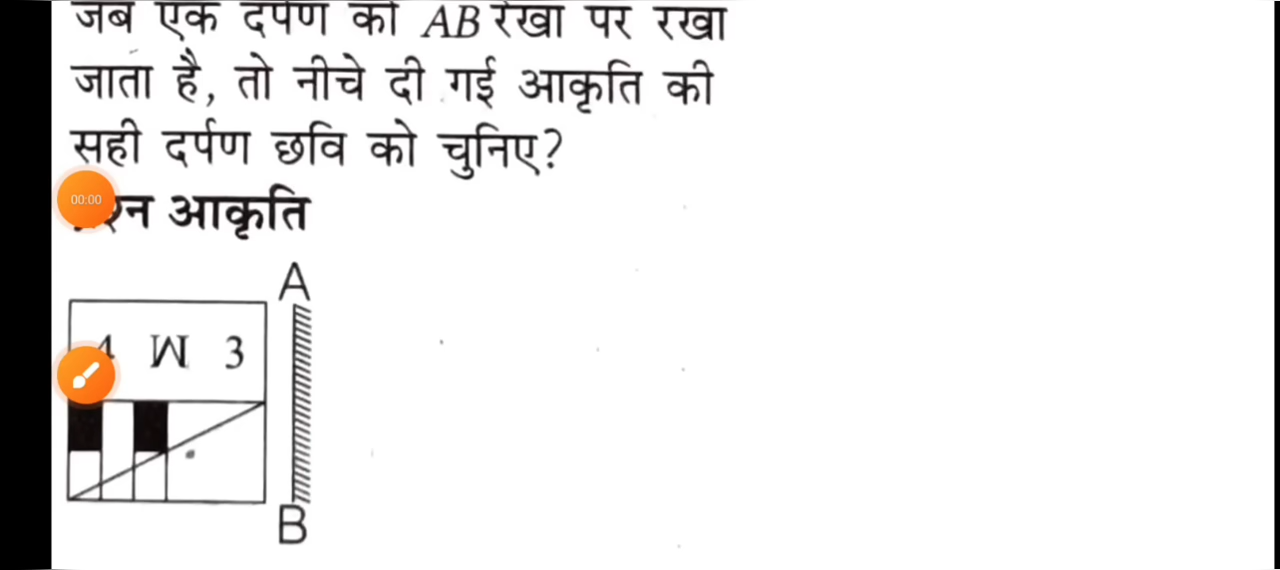 जब एक दर्पण को AB रेखा पर रखा
जाता है, तो नीचे दी गई आकृति की
सही दर्पण छवि को चुनिए?
00:00
आकृति
A
3
B